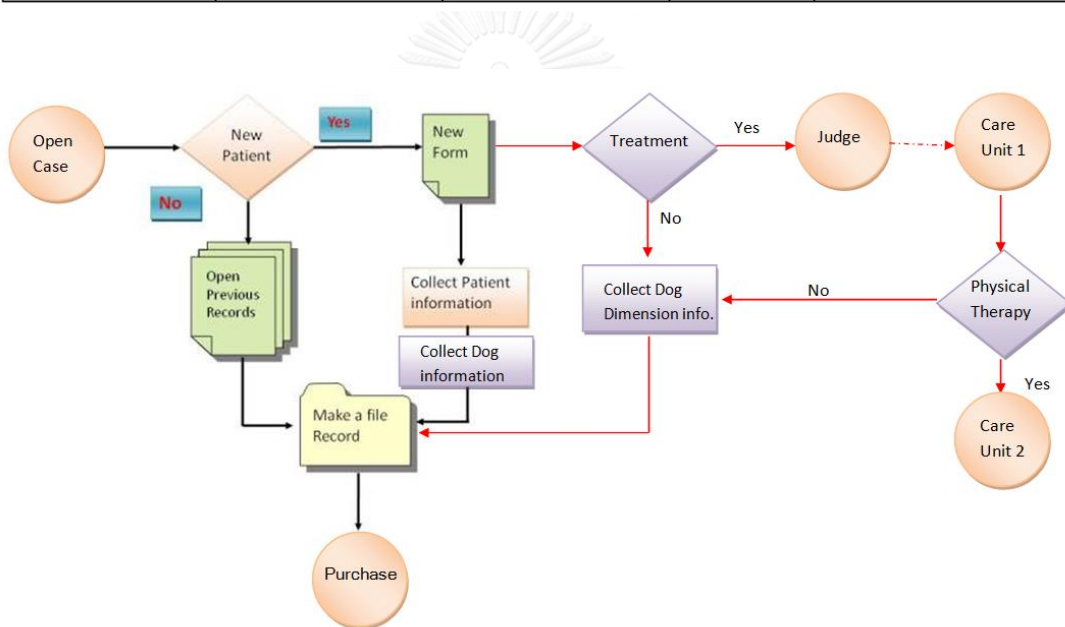 Open
Case
New
Patient
Yes
No
New
Form
Treatment
Yes
No
Judge
Care
Unit 1
Open
Previous
Records
Collect Patient
information
Collect Dog
information
Collect Dog
Dimension info.
No
Physical
Therapy
Yes
Care
Unit 2
Make a file
Record
Purchase